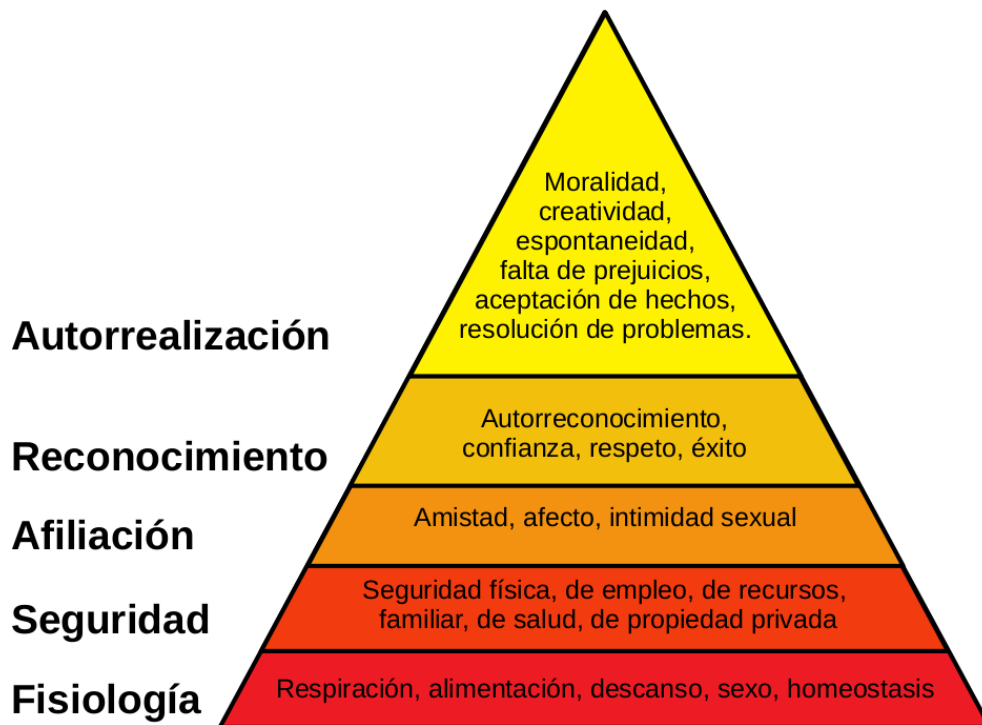 Moralidad,
creatividad,
espontaneidad,
falta de prejuicios,
aceptación de hechos,
resolución de problemas.
Autorrealización
Autorreconocimiento,
confianza, respeto, éxito
Reconocimiento
Amistad, afecto, intimidad sexual
Afiliación
Seguridad física, de empleo, de recursos,
familiar, de salud, de propiedad privada
Seguridad
Respiración, alimentación, descanso, sexo, homeostasis
Fisiología